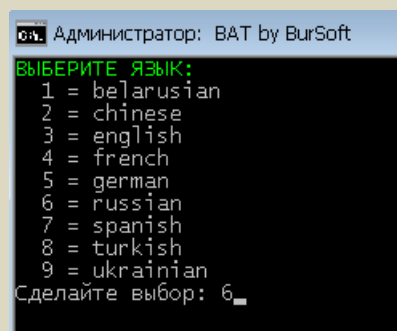 Администратор: BAT by BurSoft
ВЫБЕРИТЕ ЯЗЫК:
1 = belarusian
2 = chinese
3 = english
4 = french
5 = german
6 = russian
7 = spanish
8 = turkish
9 = ukrainian
Сделайте выбор: 6_